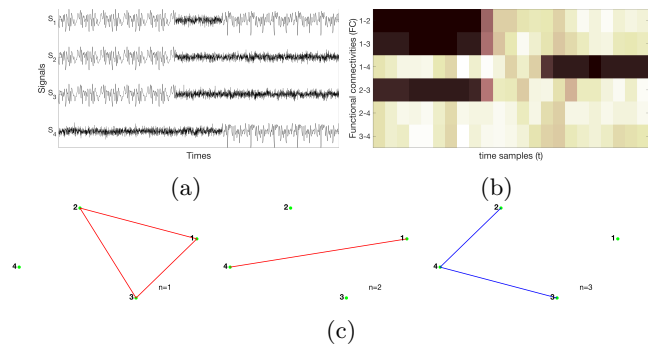 S1
S2
S3
S4
Signals
Times
(a)
Functional connectivities (FC)
1-2
1-3
1-4
2-3
2-4
3-4
time samples (t)
(b)
2
1
4
3
n=1
2
1
4
3
n=2
2
1
4
3
n=3
(c)